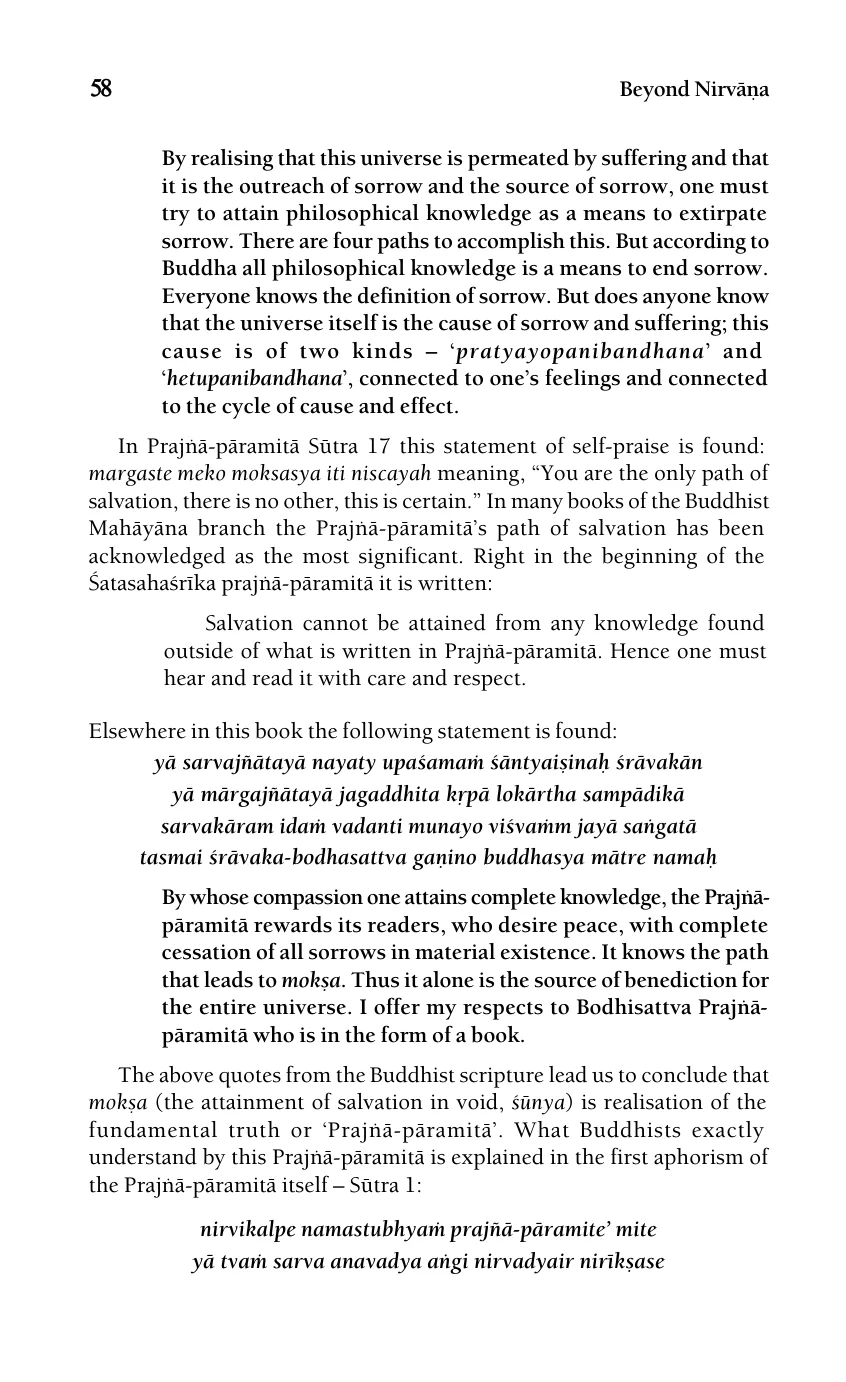 58
Beyond Nirvāṇa
By realising that this universe is permeated by suffering and that
it is the outreach of sorrow and the source of sorrow, one must
try to attain philosophical knowledge as a means to extirpate
sorrow. There are four paths to accomplish this. But according to
Buddha all philosophical knowledge is a means to end sorrow.
Everyone knows the definition of sorrow. But does anyone know
that the universe itself is the cause of sorrow and suffering; this
cause is of two kinds – ‘pratyayopanibandhana’ and
‘hetupanibandhana’, connected to one’s feelings and connected
to the cycle of cause and effect.
In Prajṅā-pāramitā Sūtra 17 this statement of self-praise is found:
margaste meko moksasya iti niscayah meaning, “You are the only path of
salvation, there is no other, this is certain.” In many books of the Buddhist
Mahāyāna branch the Prajṅā-pāramitā’s path of salvation has been
acknowledged as the most significant. Right in the beginning of the
Śatasahaśrīka prajṅā-pāramitā it is written:
Salvation cannot be attained from any knowledge found
outside of what is written in Prajṅā-pāramitā. Hence one must
hear and read it with care and respect.
Elsewhere in this book the following statement is found:
yā sarvajñātayā nayaty upaśamaṁ śāntyaiṣinaḥ śrāvakān
yā mārgajñātayā jagaddhita kṛpā lokārtha sampādikā
sarvakāram idaṁ vadanti munayo viśvaṁm jayā saṅgatā
tasmai śrāvaka-bodhasattva gaṇino buddhasya mātre namaḥ
By whose compassion one attains complete knowledge, the Prajṅā-
pāramitā rewards its readers, who desire peace, with complete
cessation of all sorrows in material existence. It knows the path
that leads to mokṣa. Thus it alone is the source of benediction for
the entire universe. I offer my respects to Bodhisattva Prajṅā-
pāramitā who is in the form of a book.
The above quotes from the Buddhist scripture lead us to conclude that
mokṣa (the attainment of salvation in void, śūnya) is realisation of the
fundamental truth or ‘Prajṅā-pāramitā’. What Buddhists exactly
understand by this Prajṅā-pāramitā is explained in the first aphorism of
the Prajṅā-pāramitā itself – Sūtra 1:
nirvikalpe namastubhyaṁ prajñā-pāramite’ mite
yā tvaṁ sarva anavadya aṅgi nirvadyair nirīkṣase